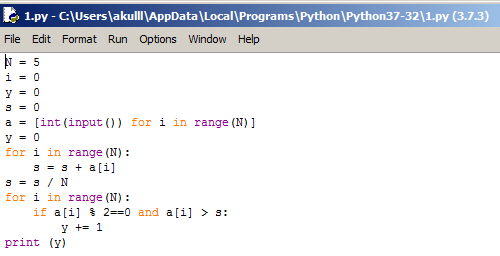 1.py - C:\Users\akulll\AppData\Local\Programs\Python\Python37-32\1.py (3.7.3)
File Edit Format Run Options Window Help
N = 5
i = 0
y = 0
s = 0
a = [int(input()) for i in range(N)]
y = 0
for i in range(N):
    s = s + a[i]
s = s / N
for i in range(N):
    if a[i] % 2==0 and a[i] > s:
        y += 1
print (y)